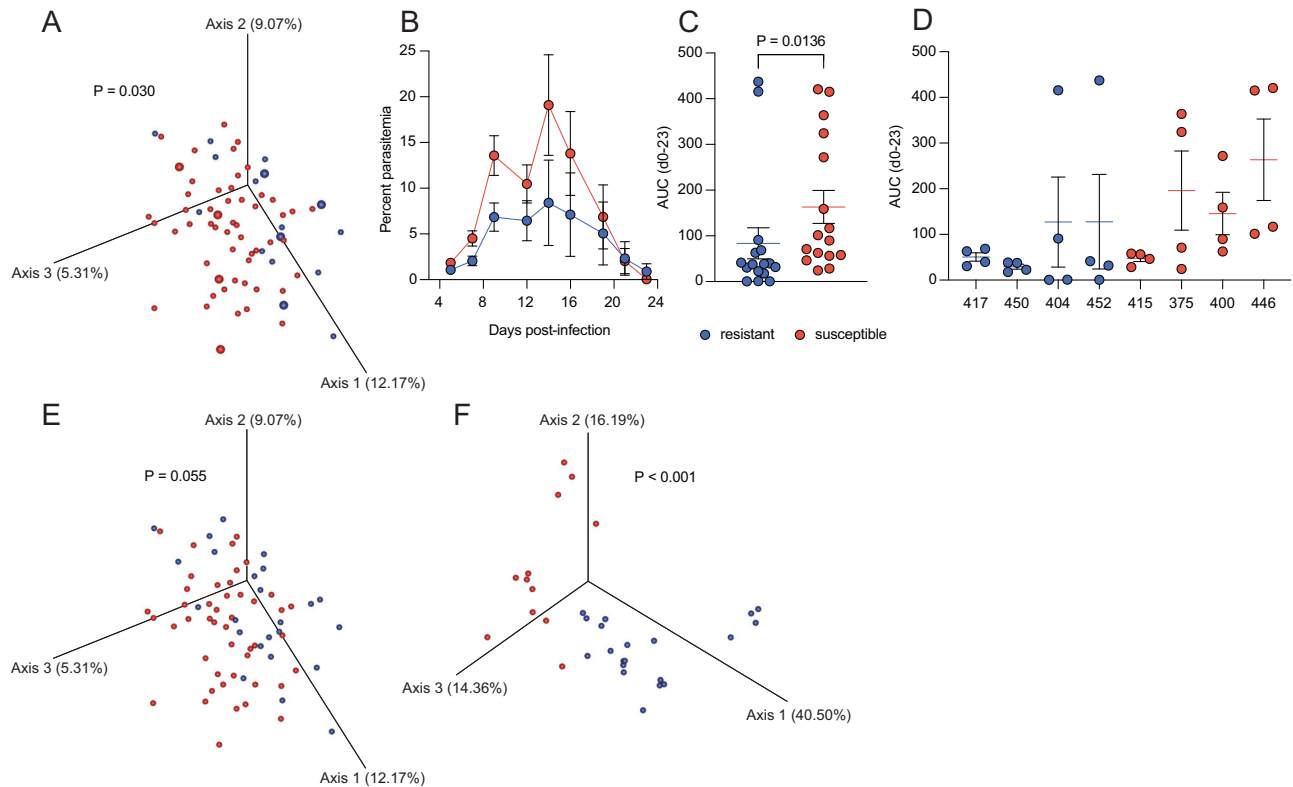 A
Axis 2 (9.07%)
P = 0.030
Axis 3 (5.31%)
Axis 1 (12.17%)
B
Percent parasitemia
25
20
15
10
5
0
4 8 12 16 20 24
Days post-infection
C
P = 0.0136
AUC (d0-23)
500
400
300
200
100
0
resistant susceptible
D
AUC (d0-23)
500
400
300
200
100
0
417 450 404 452 415 375 400 446
E
Axis 2 (9.07%)
P = 0.055
Axis 3 (5.31%)
Axis 1 (12.17%)
F
Axis 2 (16.19%)
P < 0.001
Axis 3 (14.36%)
Axis 1 (40.50%)